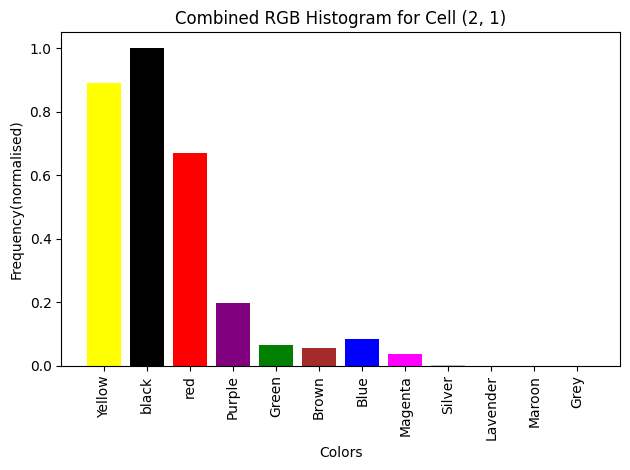 Combined RGB Histogram for Cell (2, 1)
Frequency(normalised)
1.0
0.8
0.6
0.4
0.2
0.0
Yellow
black
red
Purple
Green
Brown
Blue
Magenta
Silver
Lavender
Maroon
Grey
Colors